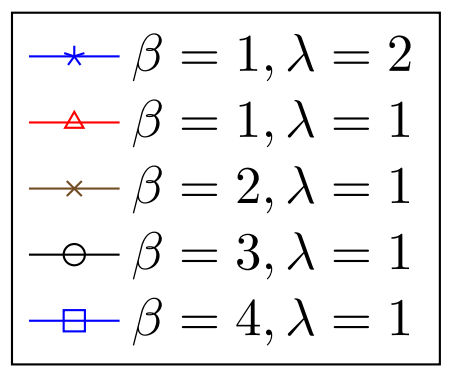 β = 1, λ = 2
β = 1, λ = 1
β = 2, λ = 1
β = 3, λ = 1
β = 4, λ = 1